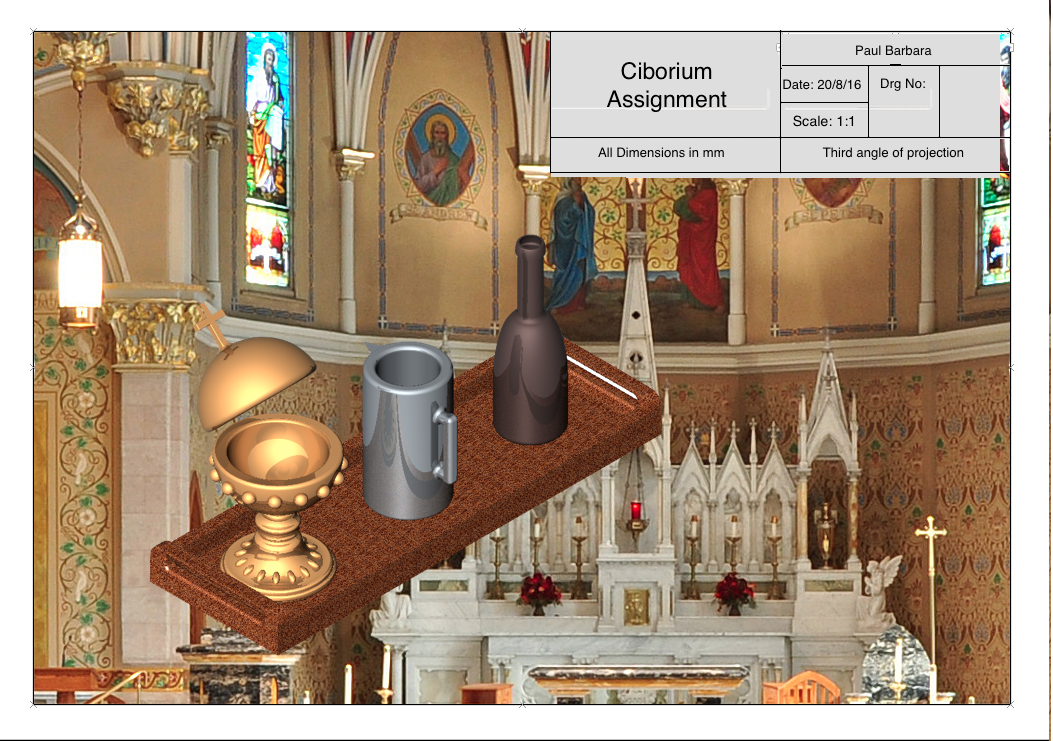 Ciborium
Assignment
Paul Barbara
Date: 20/8/16
Drg No:
Scale: 1:1
All Dimensions in mm
Third angle of projection
ANDREW